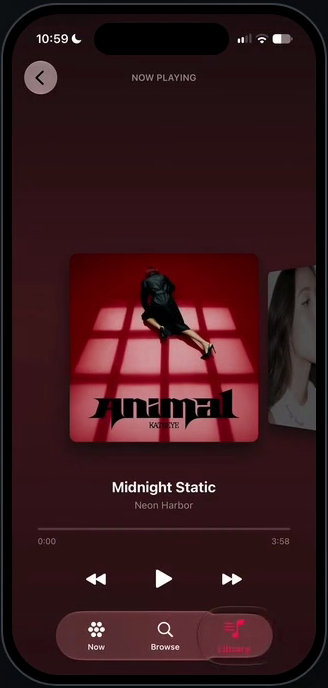 10:59
NOW PLAYING
Animal
KATSEYE
Midnight Static
Neon Harbor
0:00 3:58
Now Browse Library